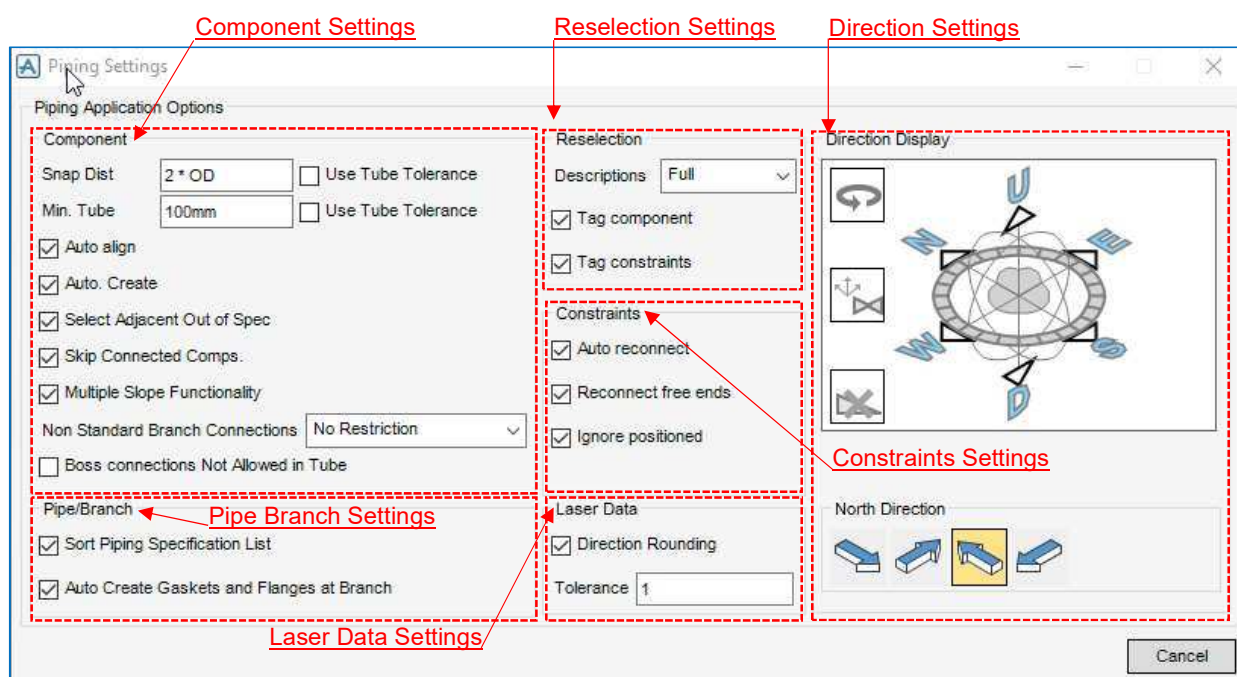 Component Settings
Reselection Settings
Direction Settings
Piping Settings
Piping Application Options
Component
Snap Dist 2 * OD Use Tube Tolerance
Min. Tube 100mm Use Tube Tolerance
Auto align
Auto. Create
Select Adjacent Out of Spec
Skip Connected Comps.
Multiple Slope Functionality
Non Standard Branch Connections No Restriction
Boss connections Not Allowed in Tube
Pipe/Branch
Pipe Branch Settings
Sort Piping Specification List
Auto Create Gaskets and Flanges at Branch
Laser Data Settings
Reselection
Descriptions Full
Tag component
Tag constraints
Constraints
Auto reconnect
Reconnect free ends
Ignore positioned
Constraints Settings
Laser Data
Direction Rounding
Tolerance 1
Direction Display
U
N E
W S
D
North Direction
Cancel